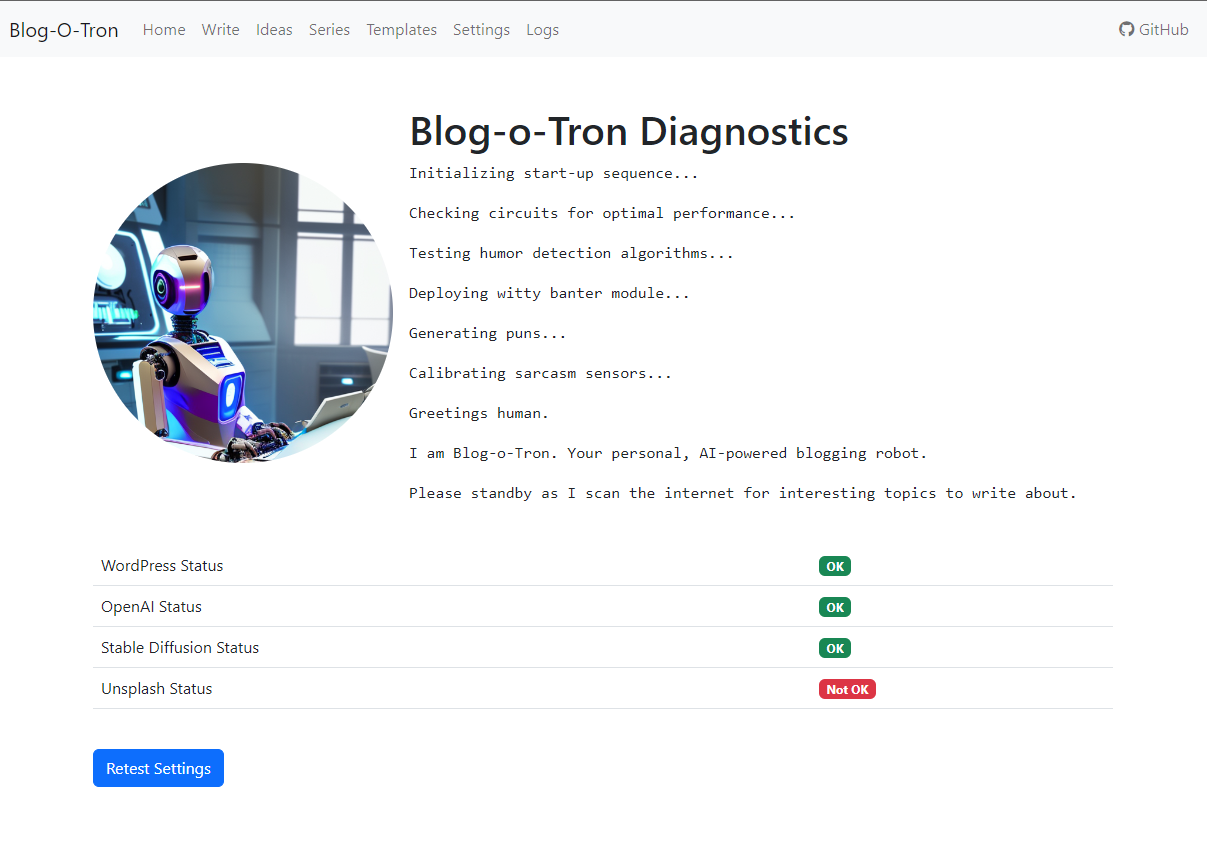 Blog-O-Tron Home Write Ideas Series Templates Settings Logs GitHub
Blog-o-Tron Diagnostics
Initializing start-up sequence...
Checking circuits for optimal performance...
Testing humor detection algorithms...
Deploying witty banter module...
Generating puns...
Calibrating sarcasm sensors...
Greetings human.
I am Blog-o-Tron. Your personal, AI-powered blogging robot.
Please standby as I scan the internet for interesting topics to write about.
WordPress Status OK
OpenAI Status OK
Stable Diffusion Status OK
Unsplash Status Not OK
Retest Settings